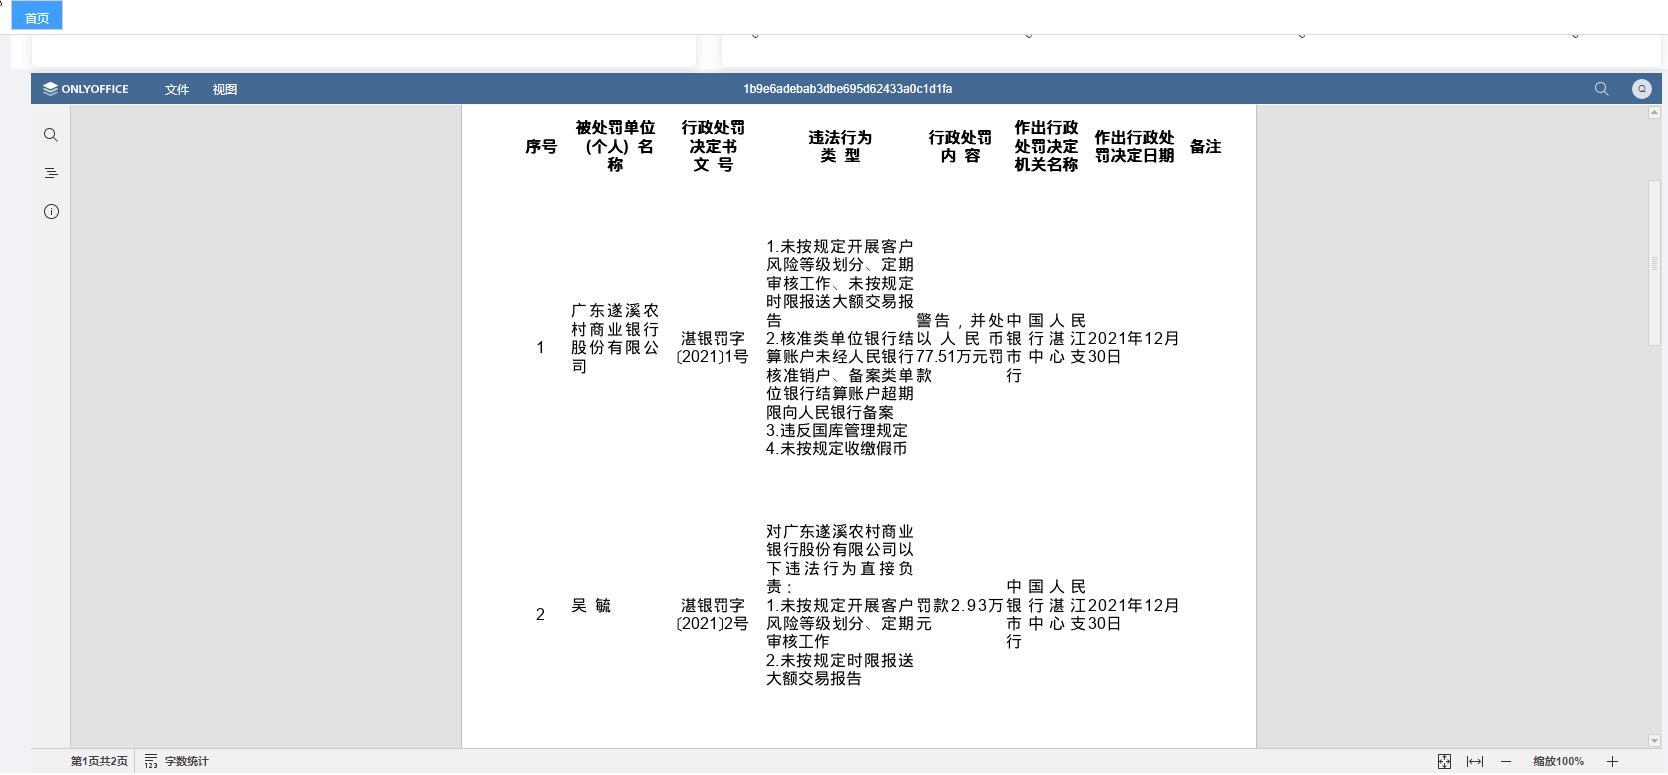 首页
ONLYOFFICE 文件 视图 1b9e6adebab3dbe695d62433a0c1d1fa Q
序号
被处罚单位
(个人) 名
称
行政处罚
决定书
文 号
违法行为
类 型
行政处罚
内 容
作出行政
处罚决定
机关名称
作出行政处
罚决定日期
备注
1
广东遂溪农
村商业银行
股份有限公
司
湛银罚字
〔2021〕1号
1.未按规定开展客户
风险等级划分、定期
审核工作、未按规定
时限报送大额交易报
告
2.核准类单位银行结
算账户未经人民银行
核准销户、备案类单
位银行结算账户超期
限向人民银行备案
3.违反国库管理规定
4.未按规定收缴假币
警告，并处
以人民币
77.51万元罚
款
中国人民
银行湛江
市中心支
行
2021年12月
30日
2
吴 毓
湛银罚字
〔2021〕2号
对广东遂溪农村商业
银行股份有限公司以
下违法行为直接负
责：
1.未按规定开展客户
风险等级划分、定期
审核工作
2.未按规定时限报送
大额交易报告
罚款2.93万
元
中国人民
银行湛江
市中心支
行
2021年12月
30日
第1页共2页 123 字数统计 缩放100%